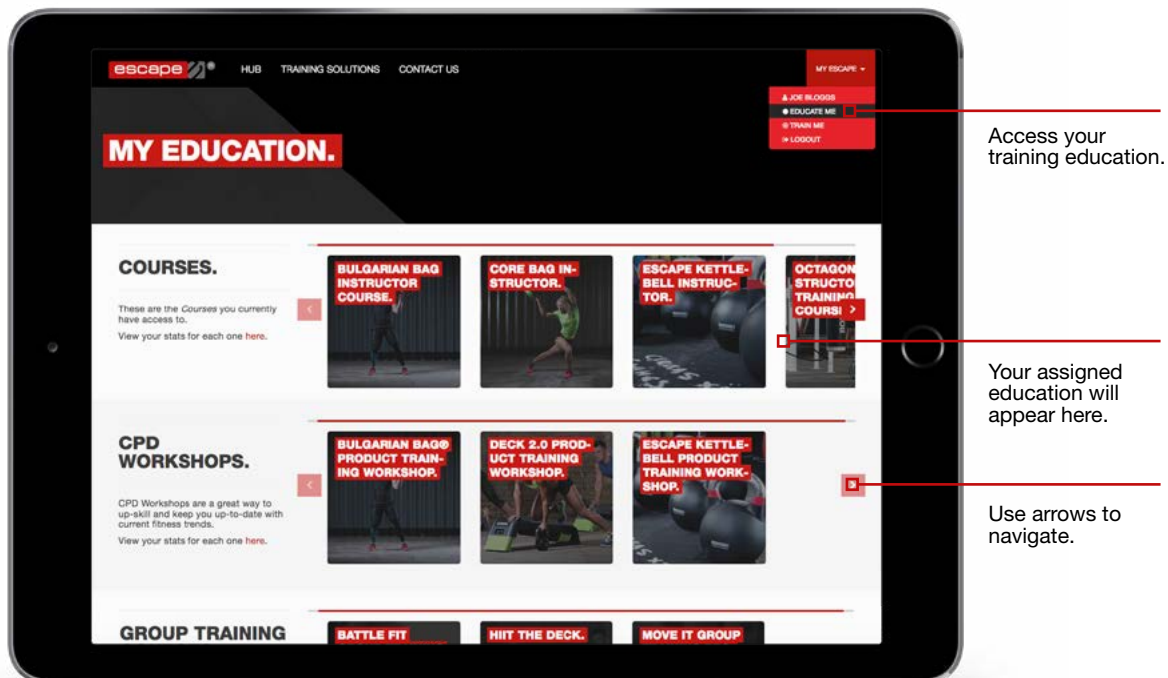 escape
HUB TRAINING SOLUTIONS CONTACT US
MY ESCAPE
JOE BLOGGS
EDUCATE ME
TRAIN ME
LOGOUT
Access your
training education.
MY EDUCATION.
COURSES.
These are the Courses you currently
have access to.
View your stats for each one here.
BULGARIAN BAG
INSTRUCTOR
COURSE.
CORE BAG IN-
STRUCTOR.
ESCAPE KETTLE-
BELL INSTRUC-
TOR.
OCTAGON
STRUCTO
TRAINING
COURS
Your assigned
education will
appear here.
CPD
WORKSHOPS.
CPD Workshops are a great way to
up-skill and keep you up-to-date with
current fitness trends.
View your stats for each one here.
BULGARIAN BAG®
PRODUCT TRAIN-
ING WORKSHOP.
DECK 2.0 PROD-
UCT TRAINING
WORKSHOP.
ESCAPE KETTLE-
BELL PRODUCT
TRAINING WORK-
SHOP.
Use arrows to
navigate.
GROUP TRAINING
BATTLE FIT
HIIT THE DECK.
MOVE IT GROUP